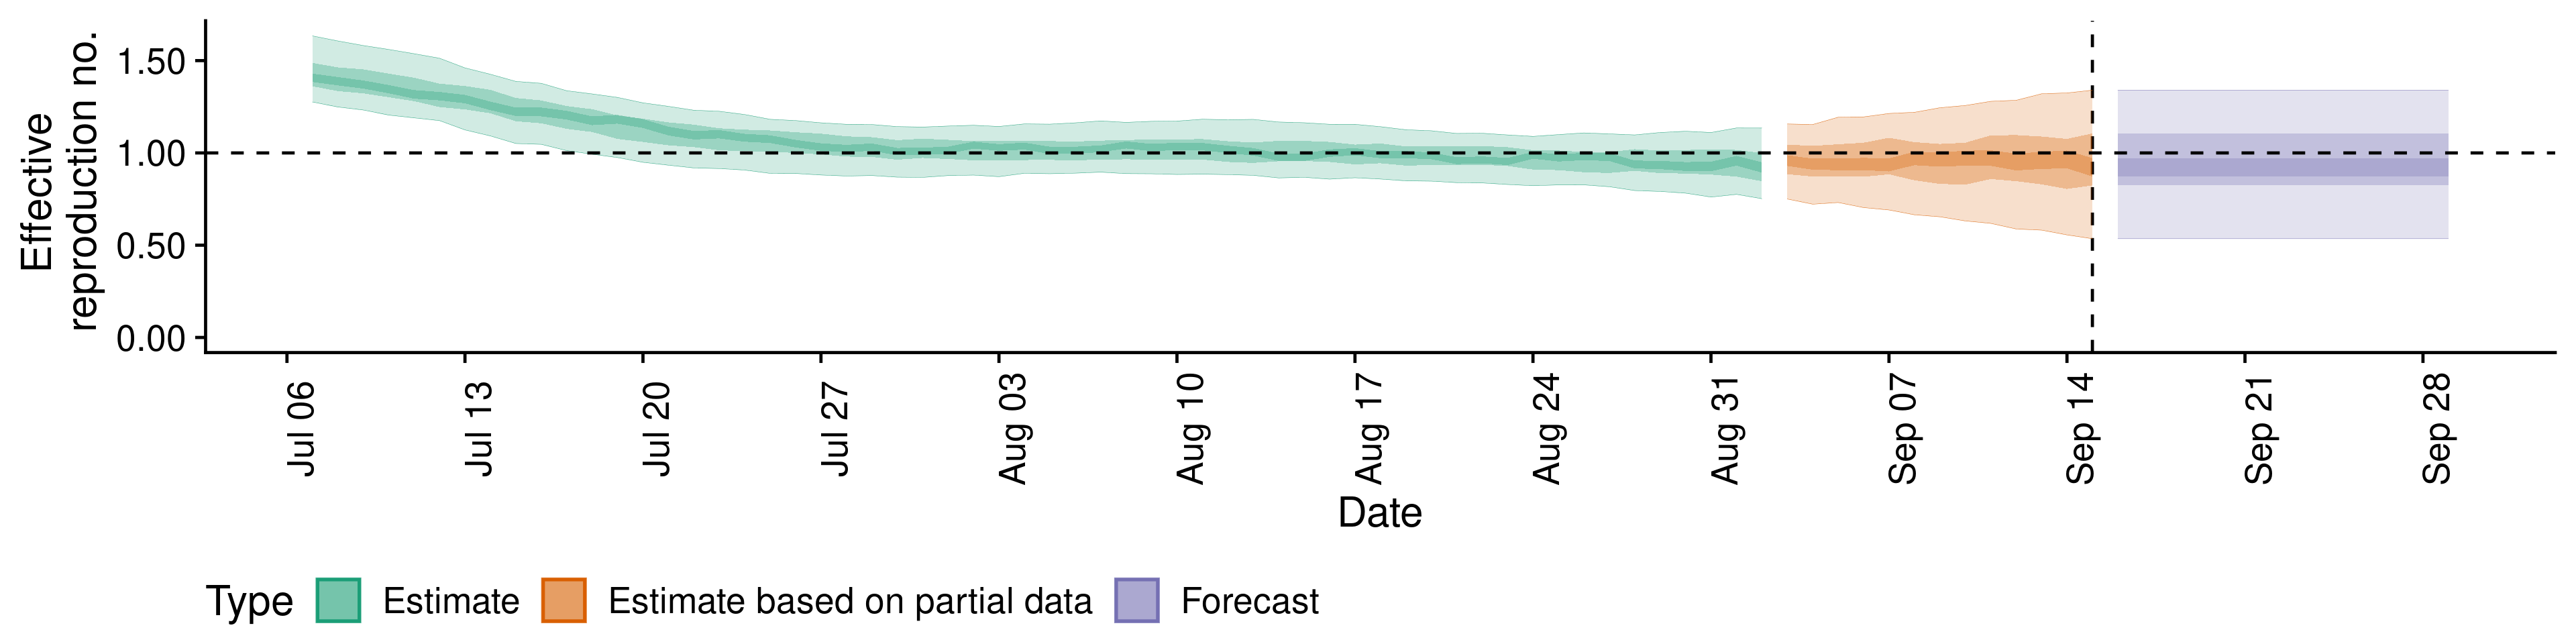 Effective
reproduction no.
1.50
1.00
0.50
0.00
Jul 06
Jul 13
Jul 20
Jul 27
Aug 03
Aug 10
Aug 17
Aug 24
Aug 31
Sep 07
Sep 14
Sep 21
Sep 28
Date
Type Estimate Estimate based on partial data Forecast